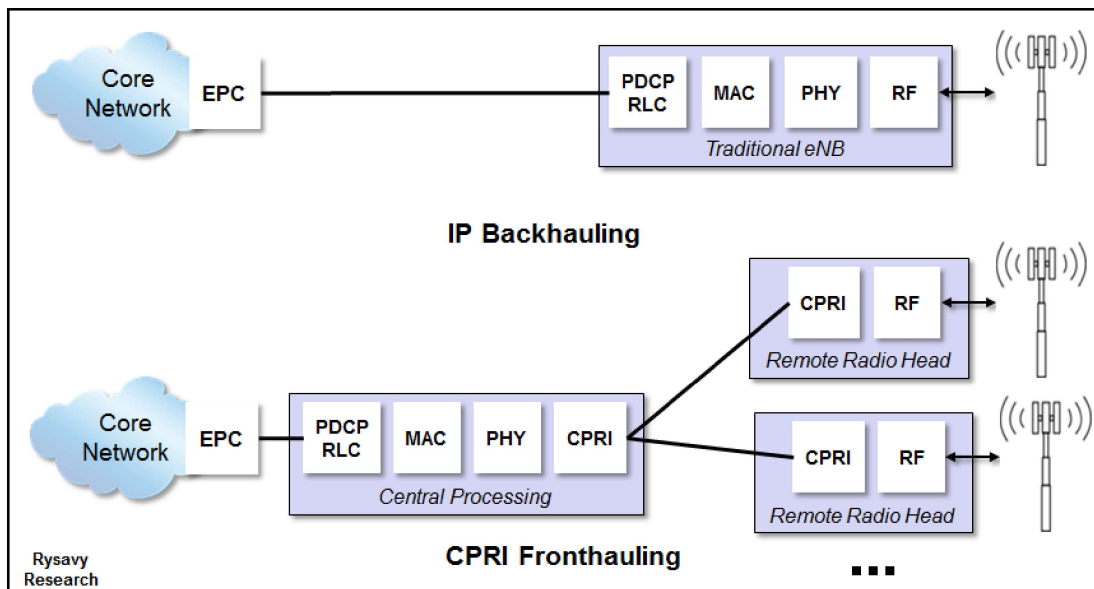 Core
Network
EPC
PDCP
RLC
MAC
PHY
RF
Traditional eNB
IP Backhauling
CPRI
RF
Remote Radio Head
Core
Network
EPC
PDCP
RLC
MAC
PHY
CPRI
Central Processing
CPRI
RF
Remote Radio Head
CPRI Fronthauling
Rysavy
Research